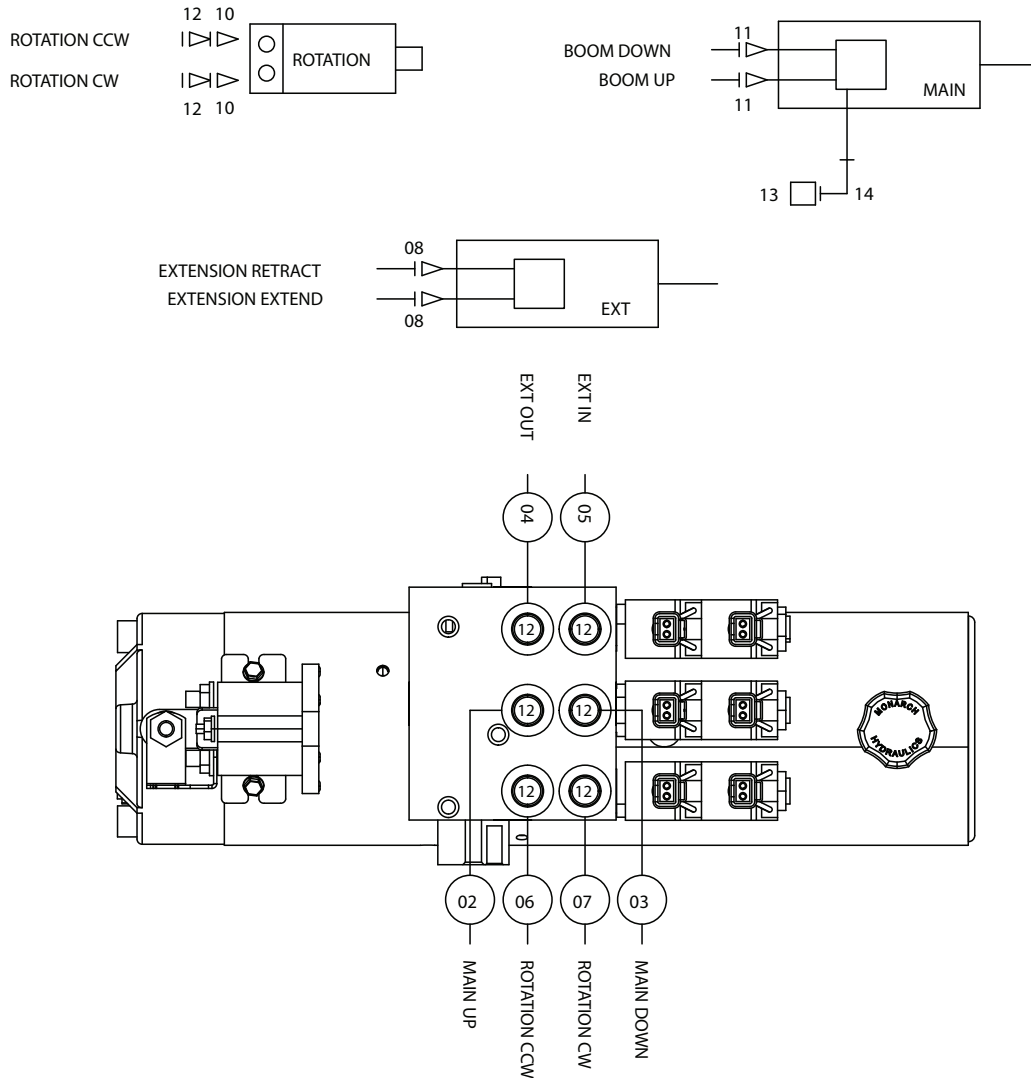 12 10
ROTATION CCW
ROTATION
ROTATION CW
12 10
11
BOOM DOWN
BOOM UP
MAIN
11
13 14
08
EXTENSION RETRACT
EXTENSION EXTEND
EXT
08
EXT OUT
EXT IN
04 05
12 12
12 12
MONARCH
HYDRAULICS
12 12
02 06 07 03
MAIN UP
ROTATION CCW
ROTATION CW
MAIN DOWN